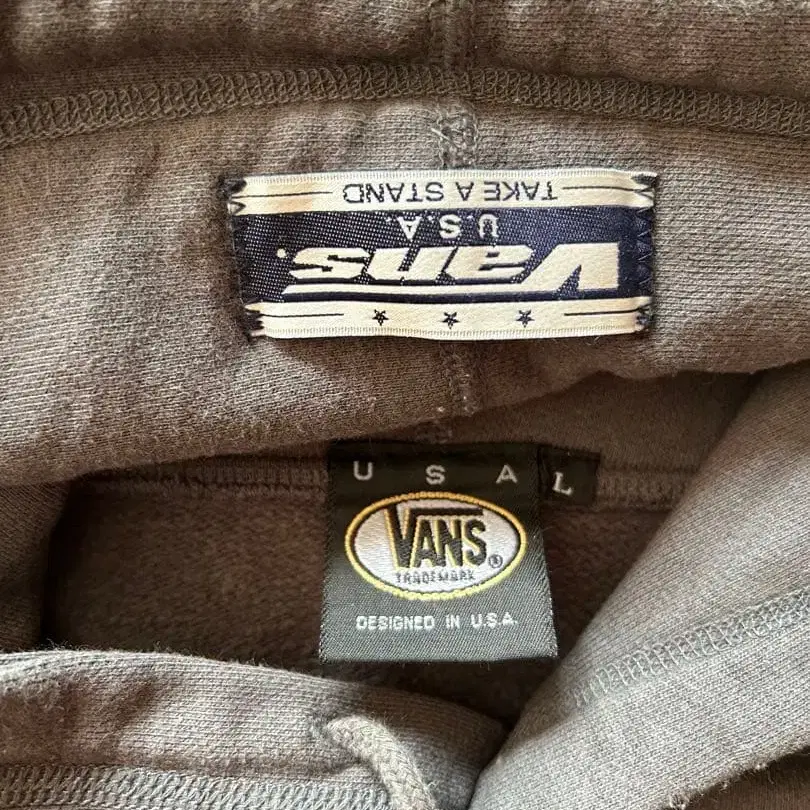 TAKE A STAND
U.S.A.
Vans.
U S A
L
VANS®
TRADEMARK
DESIGNED IN U.S.A.